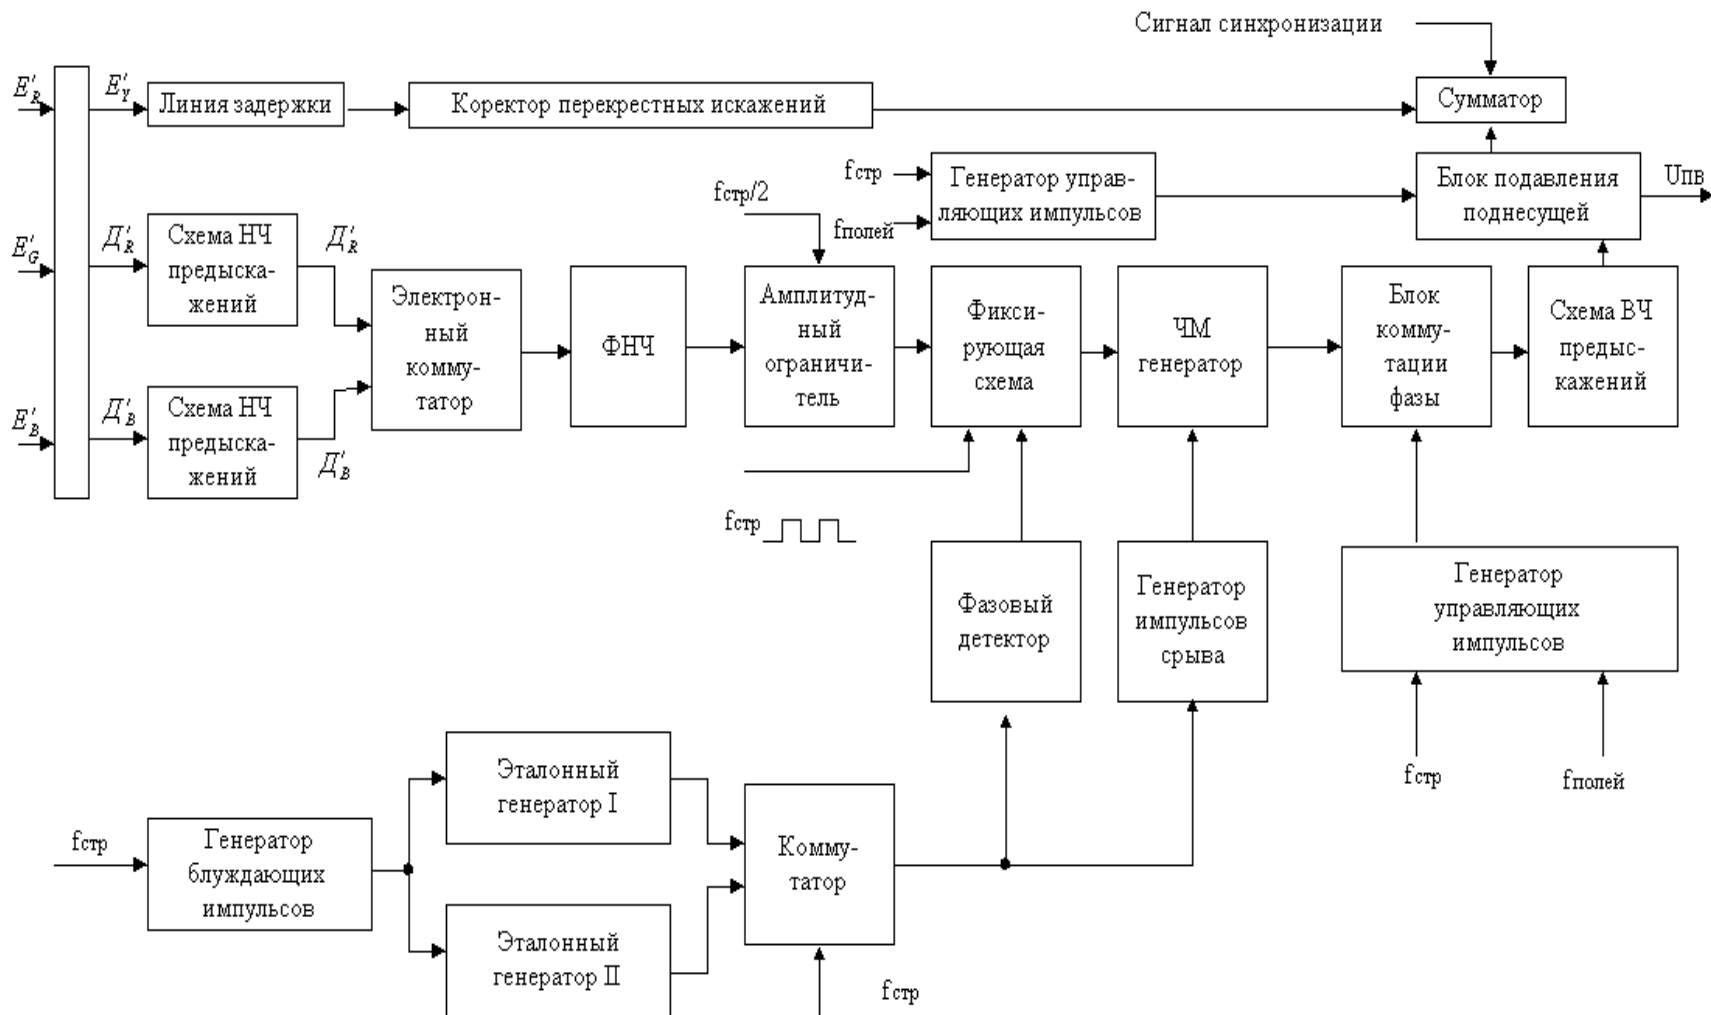 Сигнал синхронизации
E'R
E'Y
Линия задержки
Коректор перекрестных искажений
Сумматор
fстр
Генератор управ-
ляющих импульсов
fполей
Блок подавления
поднесущей
Uпв
fстр/2
E'G
Д'R
Схема НЧ
предыска-
жений
Д'R
Электрон-
ный
комму-
татор
ФНЧ
Амплитуд-
ный
ограничи-
тель
Фикси-
рующая
схема
ЧМ
генератор
Блок
комму-
тации
фазы
Схема ВЧ
предыс-
кажений
E'B
Д'B
Схема НЧ
предыска-
жений
Д'B
fстр
Фазовый
детектор
Генератор
импульсов
срыва
Генератор
управляющих
импульсов
fстр
fполей
fстр
Генератор
блуждающих
импульсов
Эталонный
генератор I
Эталонный
генератор II
Комму-
татор
fстр